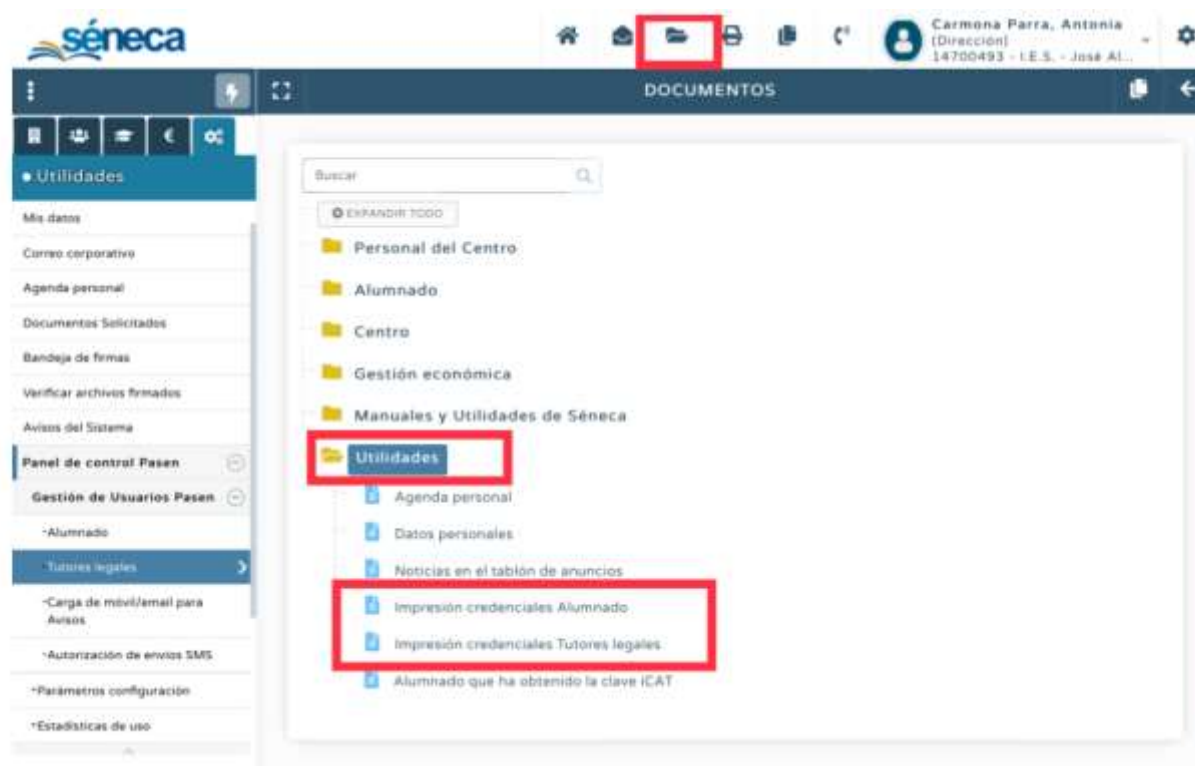 séneca
Carmona Parra, Antonia
(Dirección)
14700493 - I.E.S. - José Al...
DOCUMENTOS
Utilidades
Mis datos
Correo corporativo
Agenda personal
Documentos Solicitados
Bandeja de firmas
Verificar archivos firmados
Avisos del Sistema
Panel de control Pasen
Gestión de Usuarios Pasen
Alumnado
Tutores legales
Carga de móvil/email para
Avisos
Autorización de envíos SMS
Parámetros configuración
Estadísticas de uso
Buscar
EXPANDIR TODO
Personal del Centro
Alumnado
Centro
Gestión económica
Manuales y Utilidades de Séneca
Utilidades
Agenda personal
Datos personales
Noticias en el tablón de anuncios
Impresión credenciales Alumnado
Impresión credenciales Tutores legales
Alumnado que ha obtenido la clave iCAT